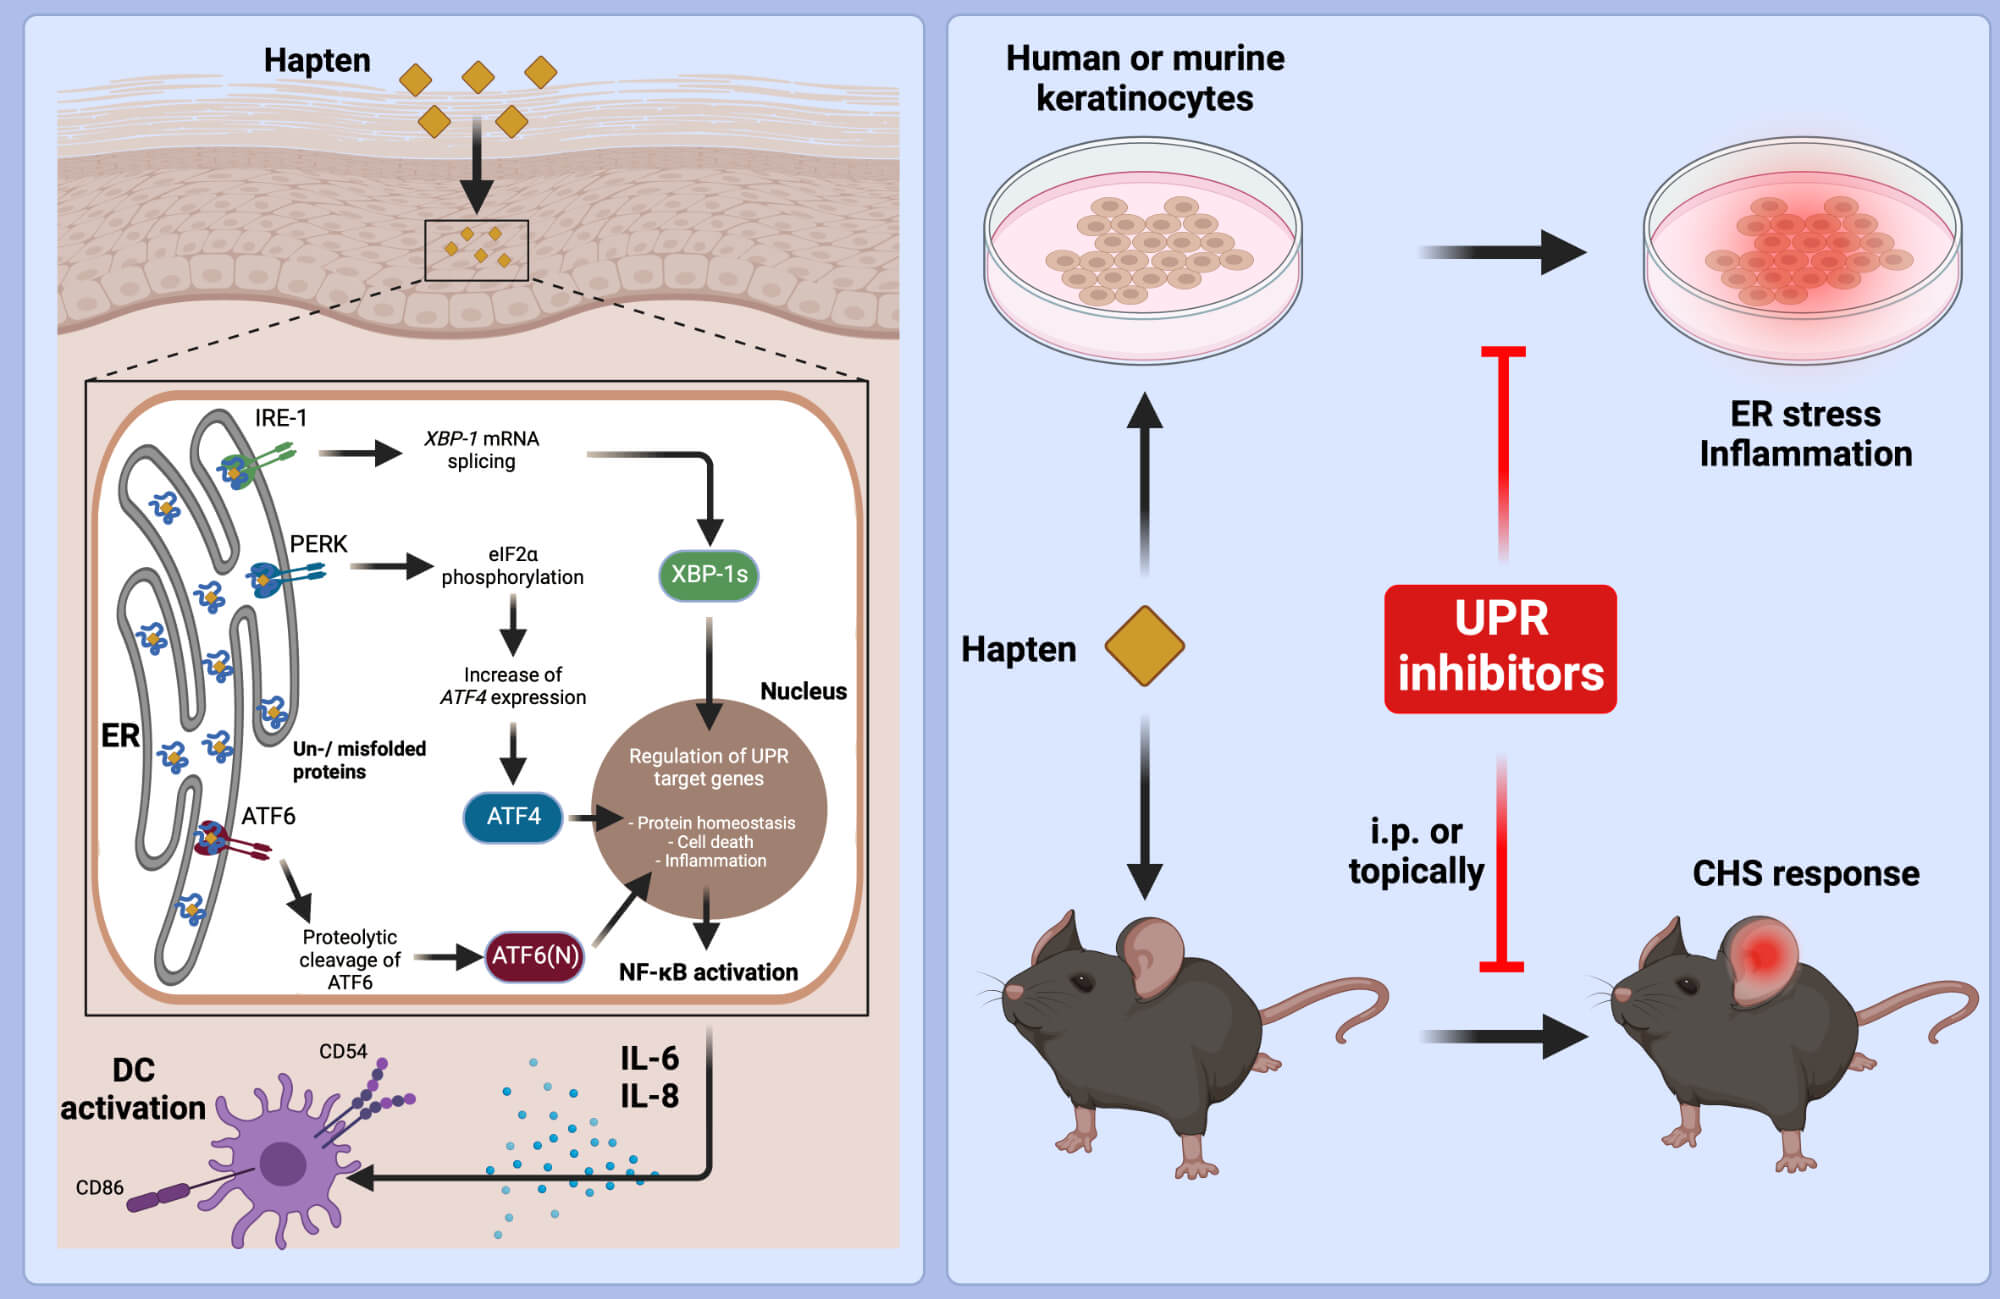 Hapten
IRE-1
XBP-1 mRNA
splicing
PERK
eIF2α
phosphorylation
XBP-1s
Increase of
ATF4 expression
Nucleus
ER
Un-/ misfolded
proteins
Regulation of UPR
target genes
ATF6
ATF4
- Protein homeostasis
- Cell death
- Inflammation
Proteolytic
cleavage of
ATF6
ATF6(N)
NF-κB activation
DC
activation
CD54
CD86
IL-6
IL-8
Human or murine
keratinocytes
ER stress
Inflammation
Hapten
UPR
inhibitors
i.p. or
topically
CHS response